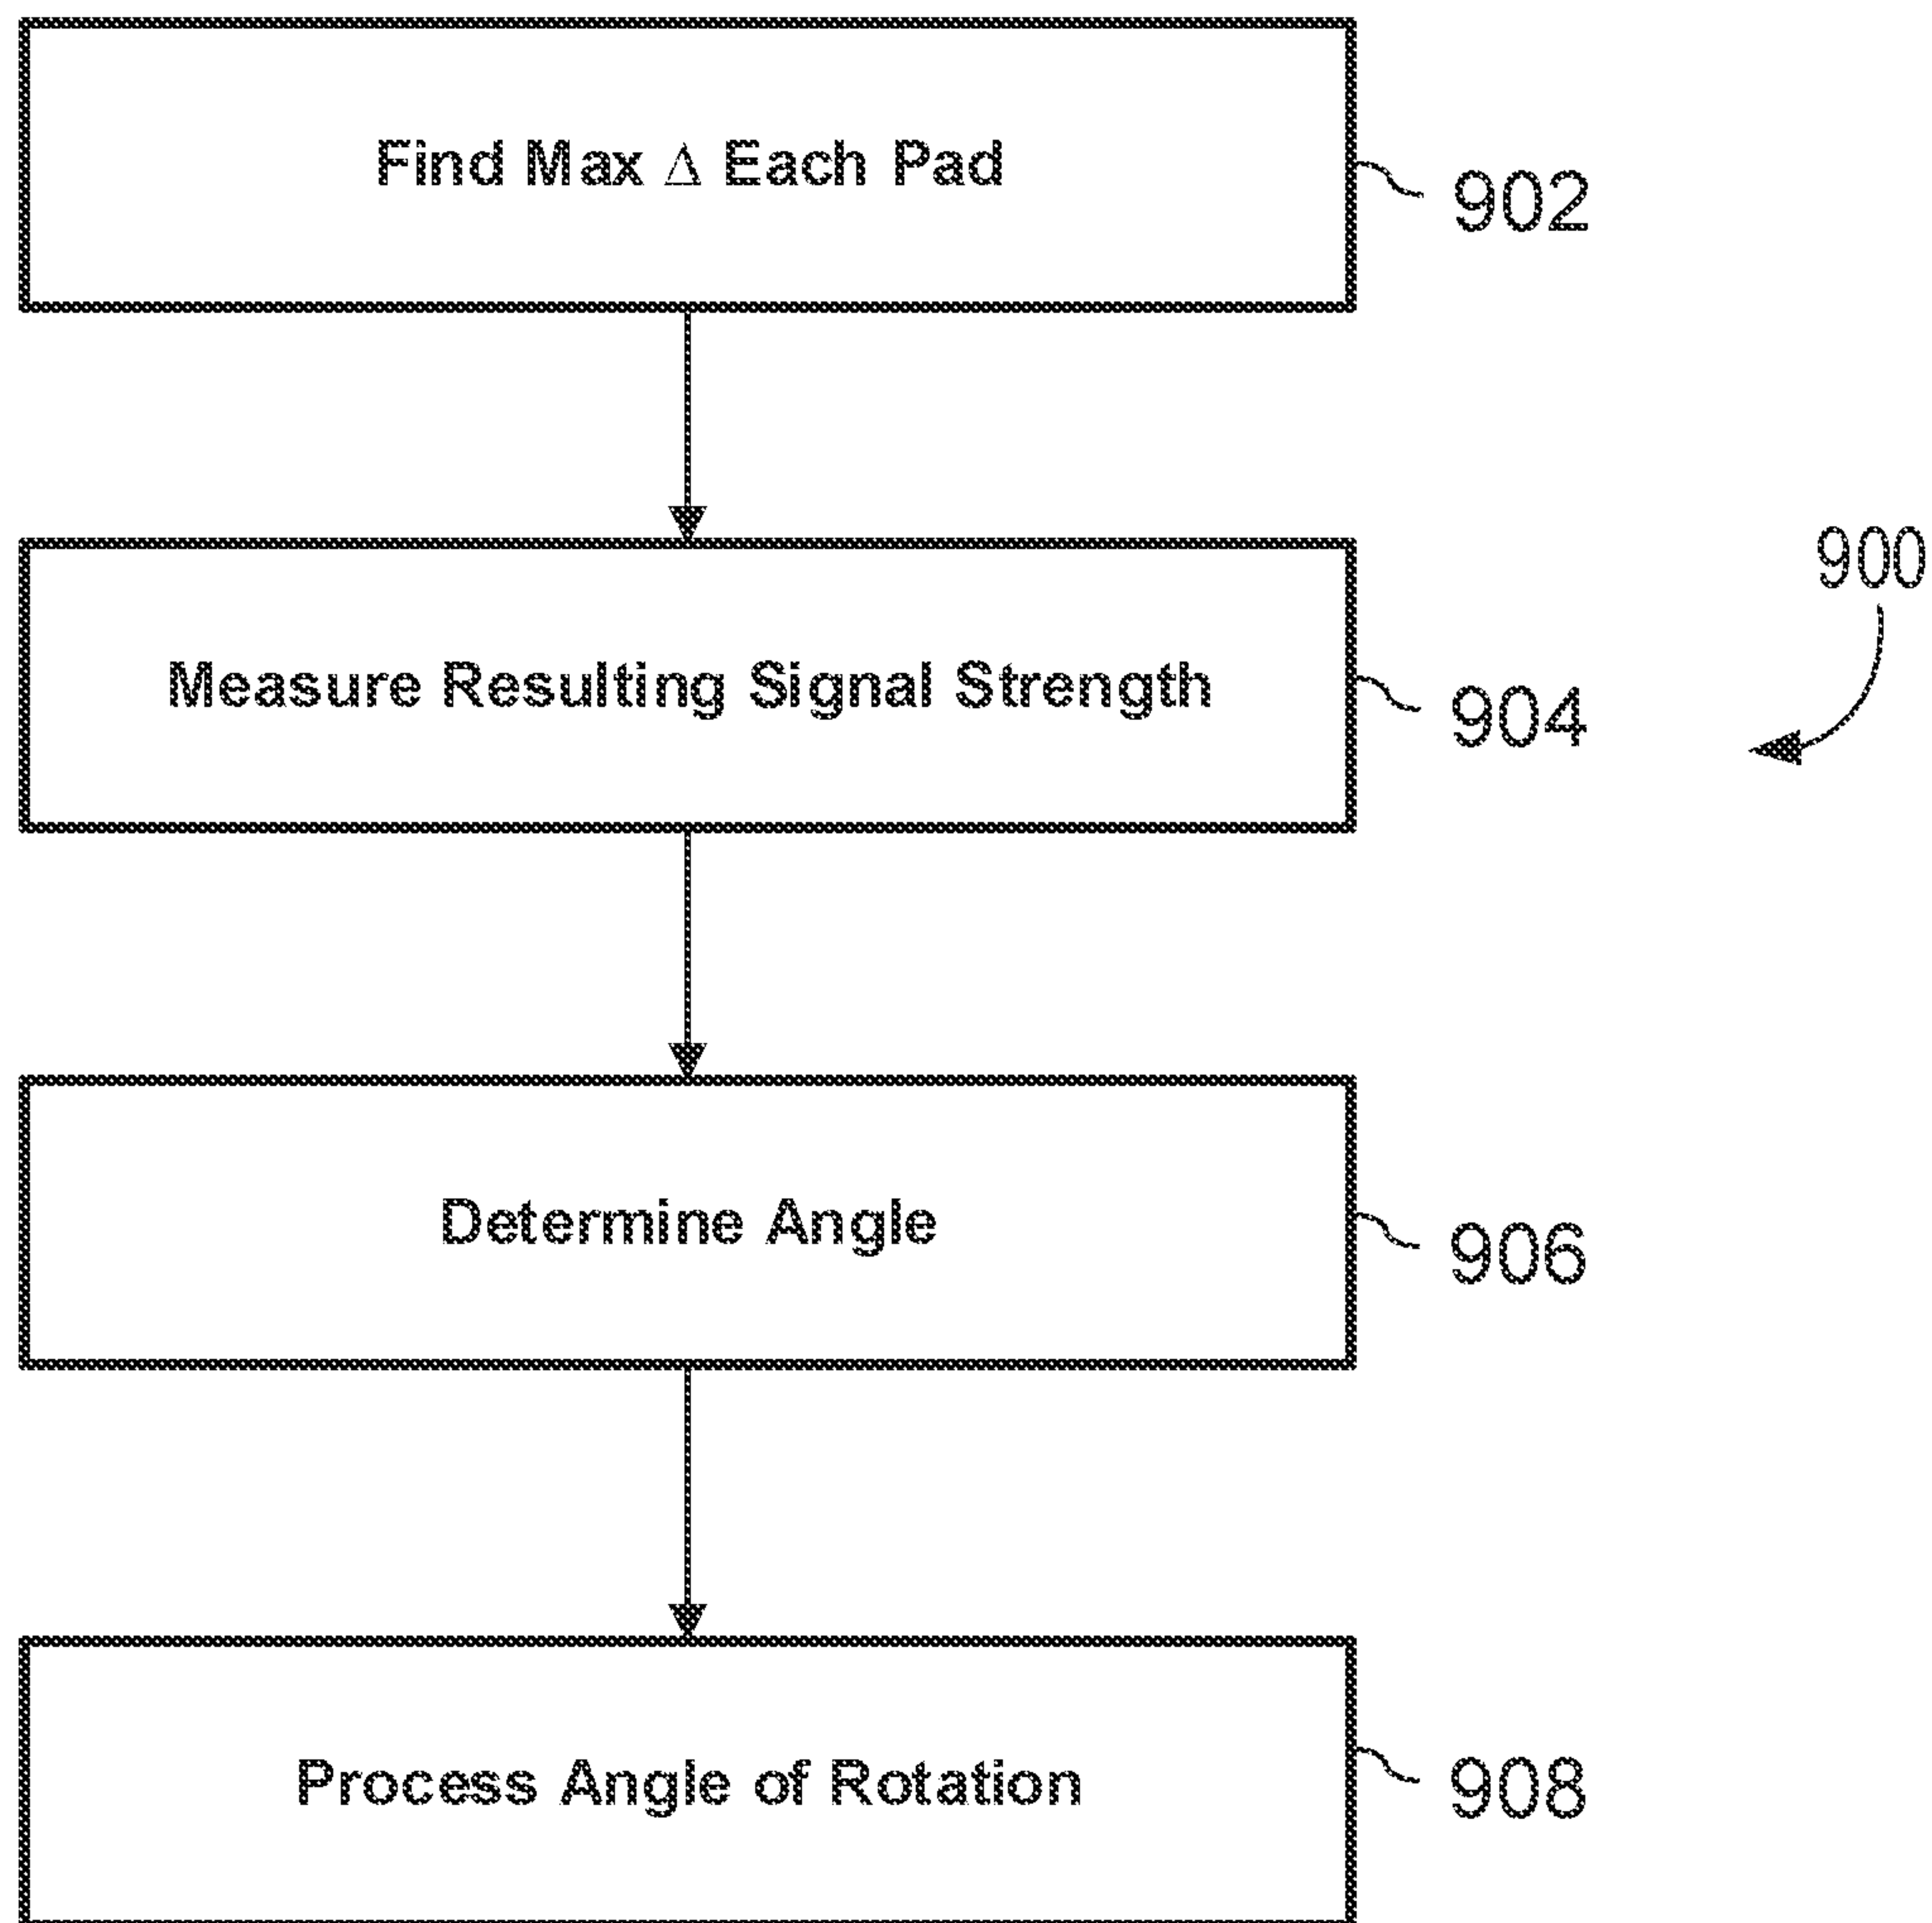 Find Max Δ Each Pad
902
Measure Resulting Signal Strength
904
900
Determine Angle
906
Process Angle of Rotation
908